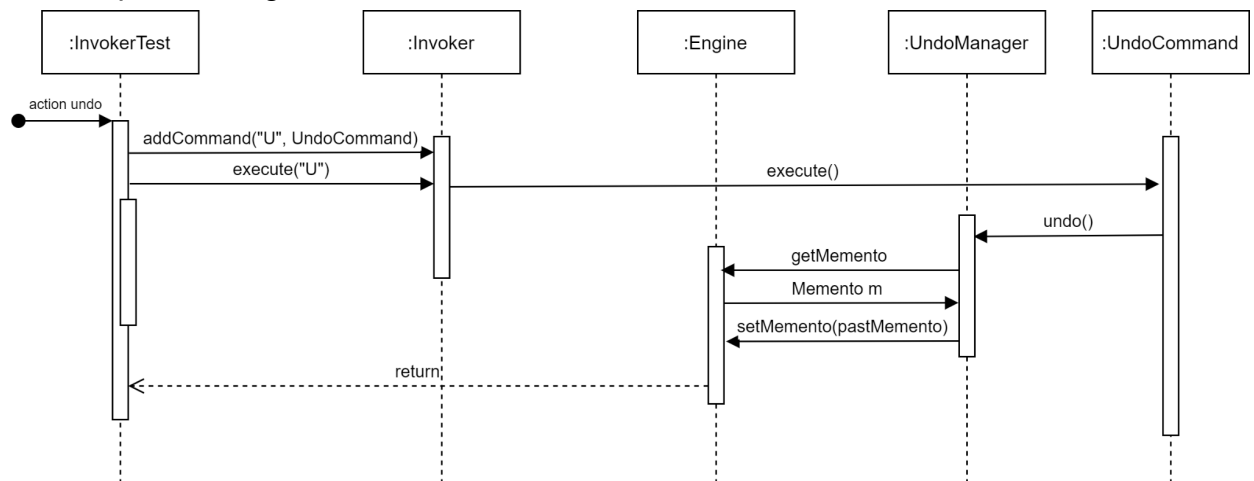 :InvokerTest
:Invoker
:Engine
:UndoManager
:UndoCommand
action undo
addCommand("U", UndoCommand)
execute("U")
execute()
undo()
getMemento
Memento m
setMemento(pastMemento)
return